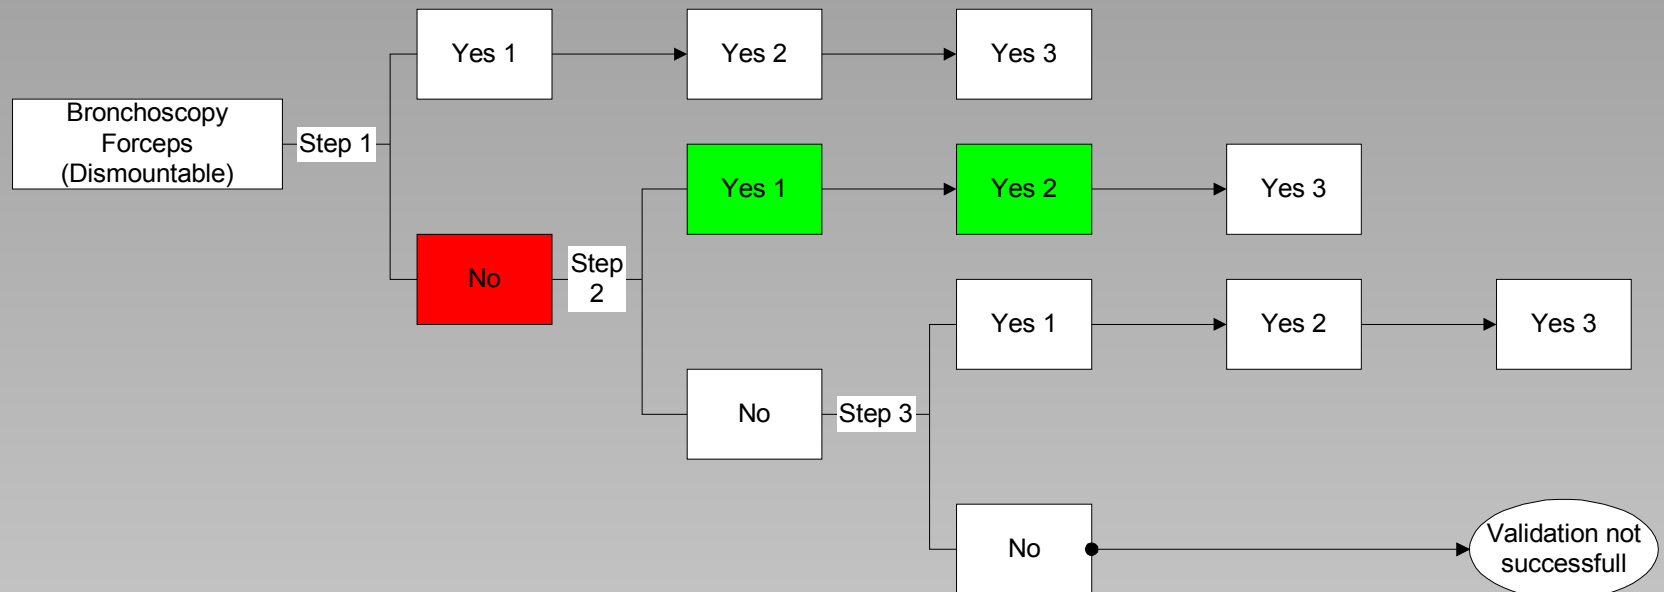 Yes 1
Yes 2
Yes 3
Bronchoscopy
Forceps
(Dismountable)
Step 1
Yes 1
Yes 2
Yes 3
No
Step
2
Yes 1
Yes 2
Yes 3
No
Step 3
No
Validation not
successfull